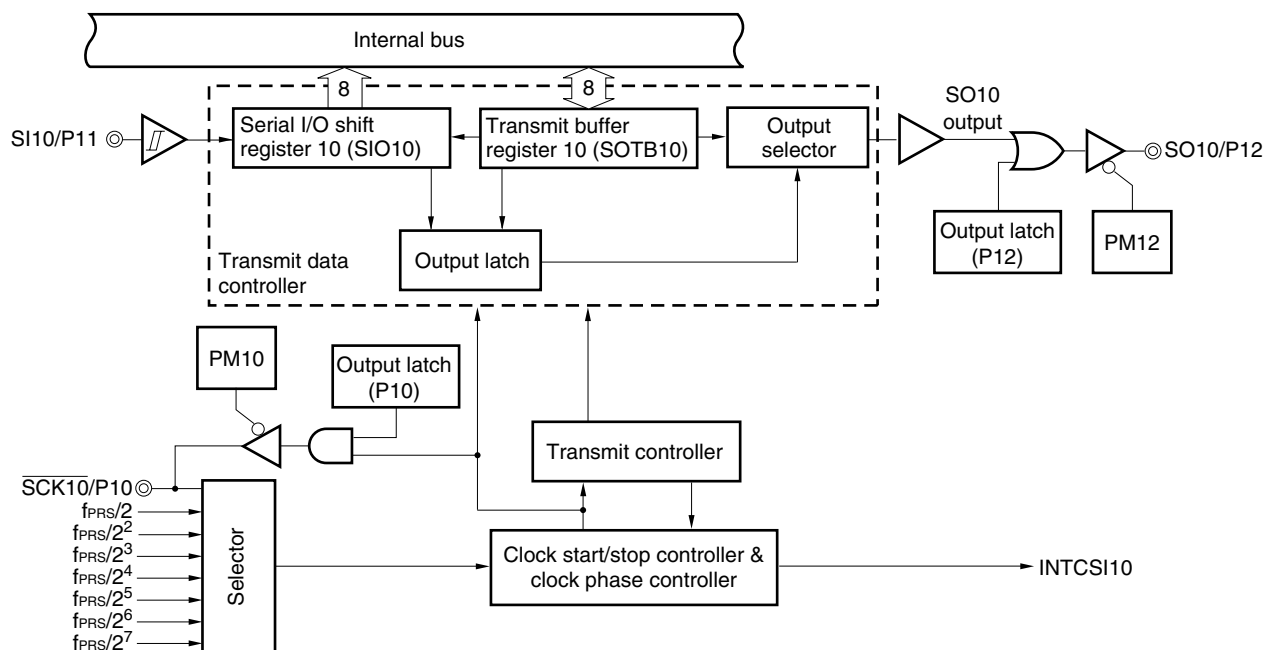 Internal bus
8
8
SI10/P11
Serial I/O shift
register 10 (SIO10)
Transmit buffer
register 10 (SOTB10)
Output
selector
SO10
output
SO10/P12
Output latch
(P12)
PM12
Output latch
Transmit data
controller
PM10
Output latch
(P10)
Transmit controller
S̅C̅K̅1̅0̅/P10
fPRS/2
fPRS/2²
fPRS/2³
fPRS/2⁴
fPRS/2⁵
fPRS/2⁶
fPRS/2⁷
Selector
Clock start/stop controller &
clock phase controller
INTCSI10